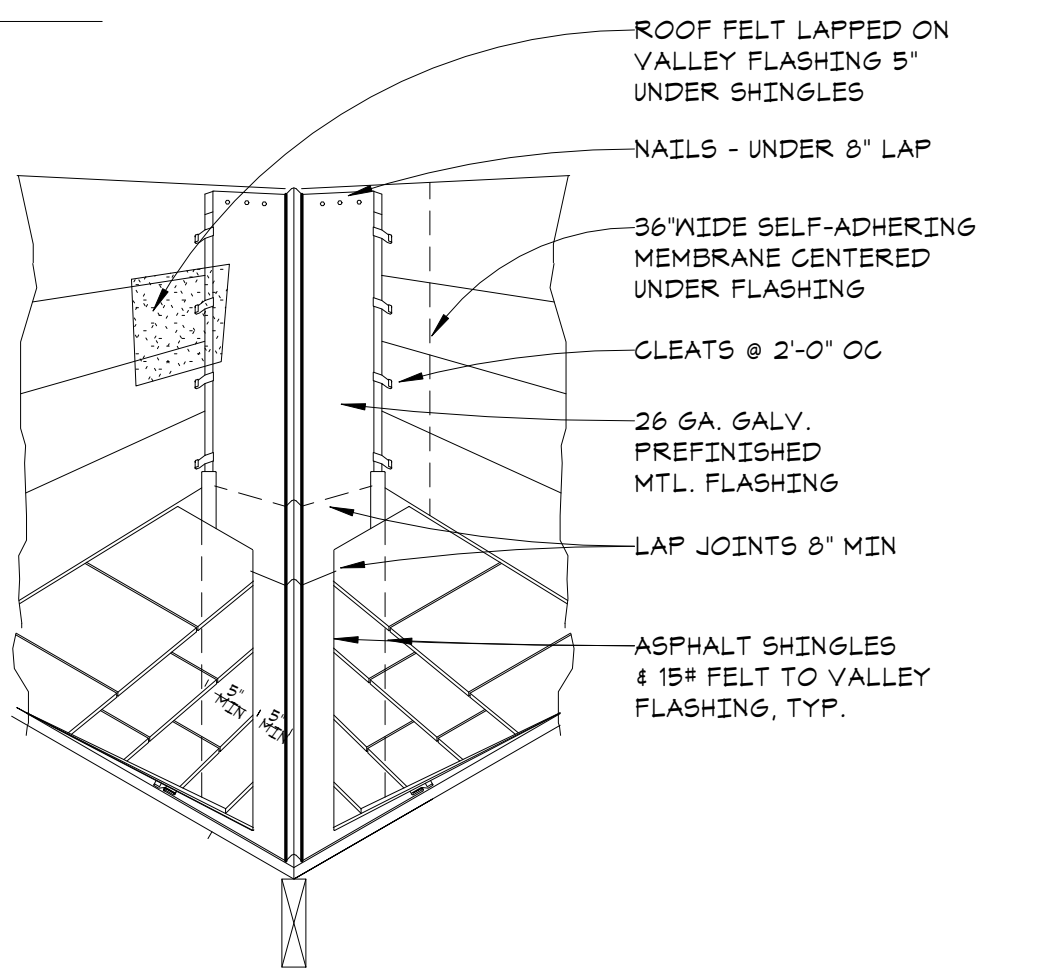 ROOF FELT LAPPED ON
VALLEY FLASHING 5"
UNDER SHINGLES
NAILS - UNDER 8" LAP
36"WIDE SELF-ADHERING
MEMBRANE CENTERED
UNDER FLASHING
CLEATS @ 2'-0" OC
26 GA. GALV.
PREFINISHED
MTL. FLASHING
LAP JOINTS 8" MIN
ASPHALT SHINGLES
& 15# FELT TO VALLEY
FLASHING, TYP.
5"
MIN
5"
MIN